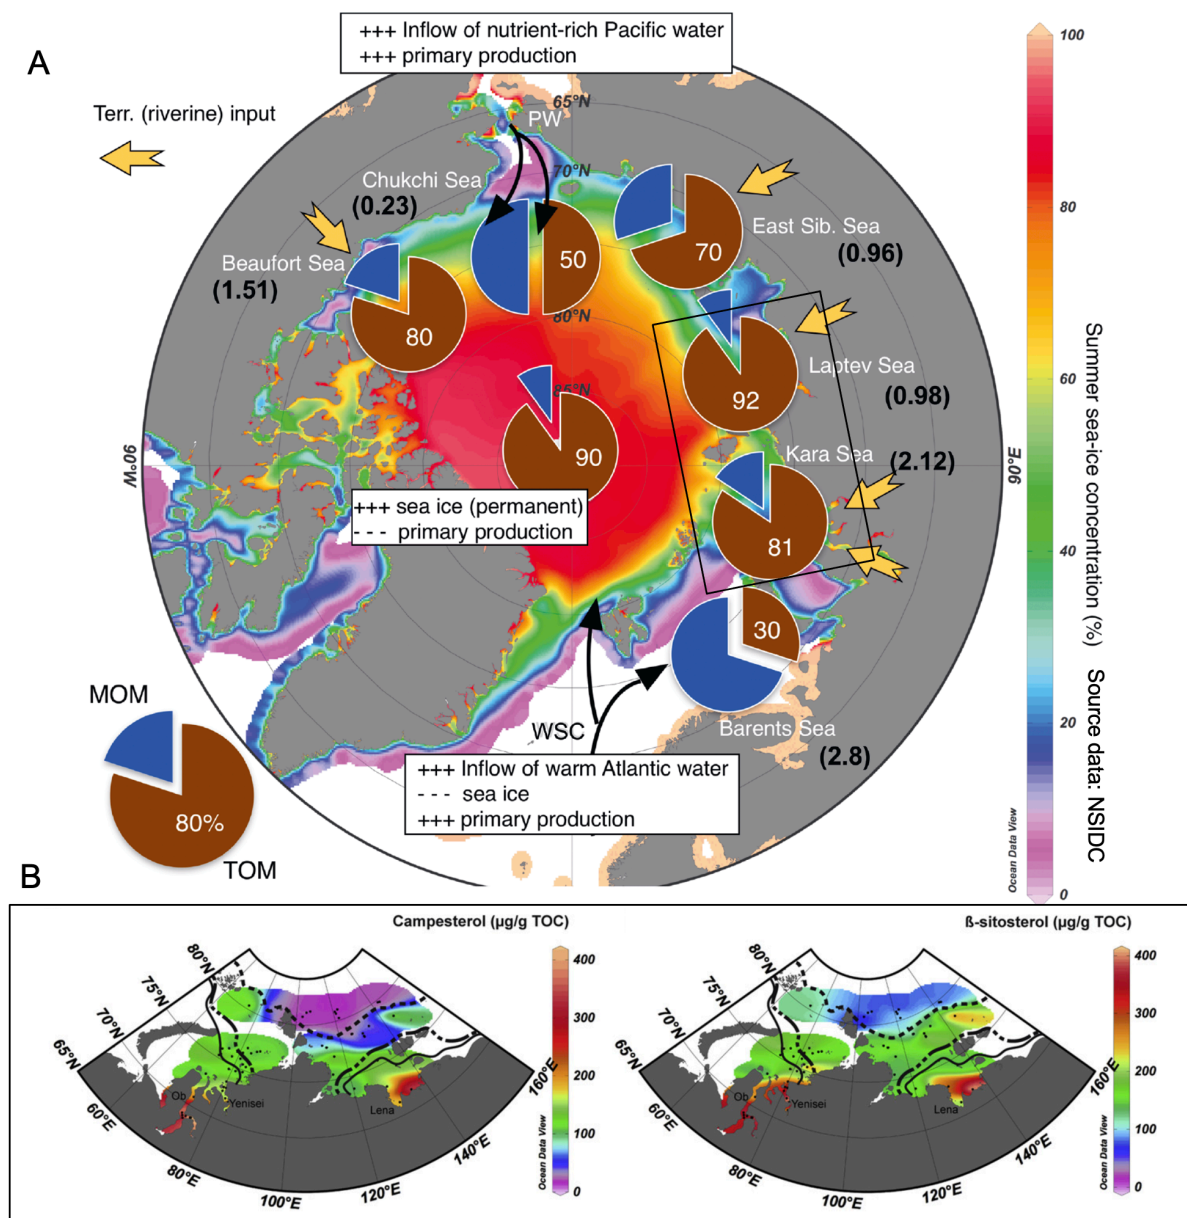 A
+++ Inflow of nutrient-rich Pacific water
+++ primary production
Terr. (riverine) input
65°N
PW
70°N
Chukchi Sea
(0.23)
East Sib. Sea
(0.96)
Beaufort Sea
(1.51)
70
50
80
80°N
Laptev Sea
(0.98)
92
85°N
90
Kara Sea
(2.12)
81
90°W
90°E
+++ sea ice (permanent)
- - - primary production
30
WSC
Barents Sea
(2.8)
+++ Inflow of warm Atlantic water
- - - sea ice
+++ primary production
MOM
80%
TOM
100
80
60
40
20
0
Summer sea-ice concentration (%)
Source data: NSIDC
Ocean Data View
B
Campesterol (µg/g TOC)
80°N
75°N
70°N
65°N
60°E
80°E
100°E
120°E
140°E
160°E
Ob
Yenisei
Lena
400
300
200
100
0
Ocean Data View
ß-sitosterol (µg/g TOC)
80°N
75°N
70°N
65°N
60°E
80°E
100°E
120°E
140°E
160°E
Ob
Yenisei
Lena
400
300
200
100
0
Ocean Data View